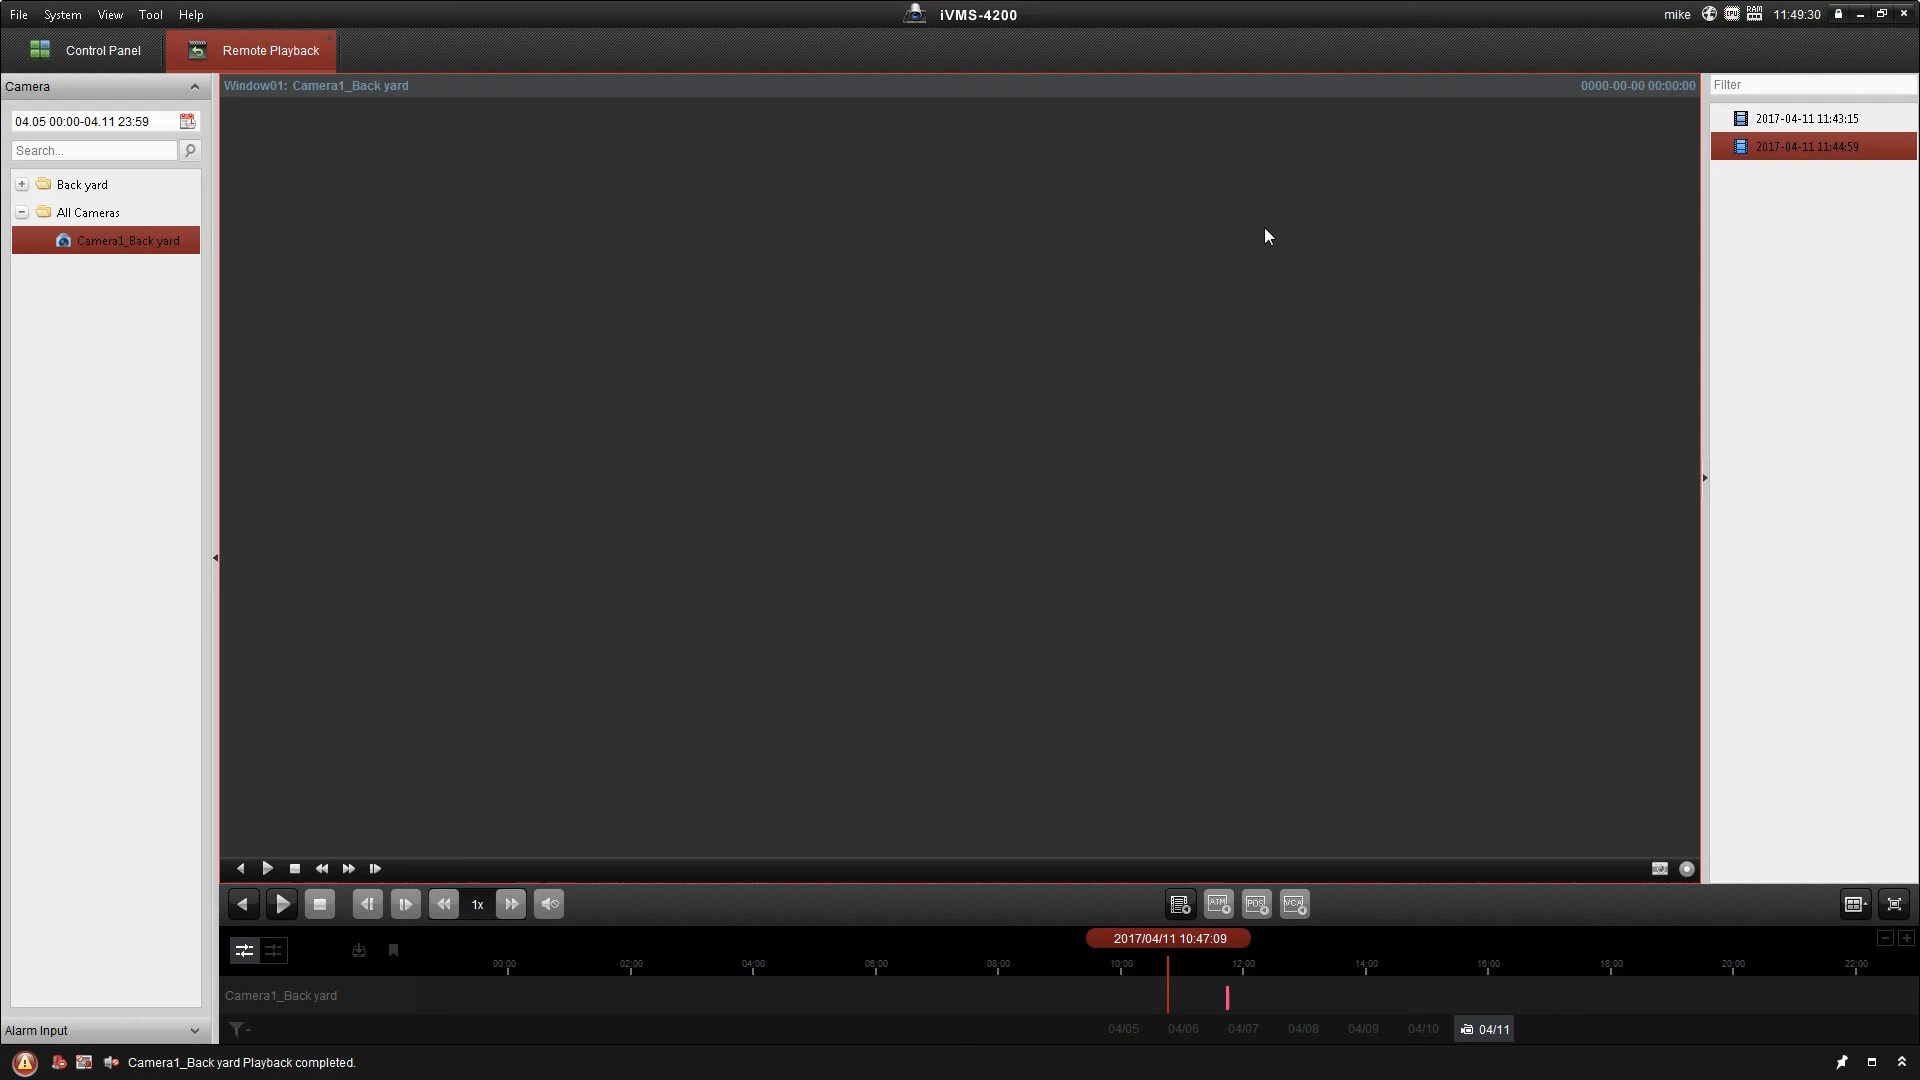 File System View Tool Help
iVMS-4200
mike CPU RAM 11:49:30
Control Panel
Remote Playback
Camera
Window01: Camera1_Back yard
0000-00-00 00:00:00
Filter
04.05 00:00-04.11 23:59
Search...
Back yard
All Cameras
Camera1_Back yard
2017-04-11 11:43:15
2017-04-11 11:44:59
1x
ATM
POS
VCA
2017/04/11 10:47:09
00:00 02:00 04:00 06:00 08:00 10:00 12:00 14:00 16:00 18:00 20:00 22:00
Camera1_Back yard
04/05 04/06 04/07 04/08 04/09 04/10 04/11
Alarm Input
Camera1_Back yard Playback completed.